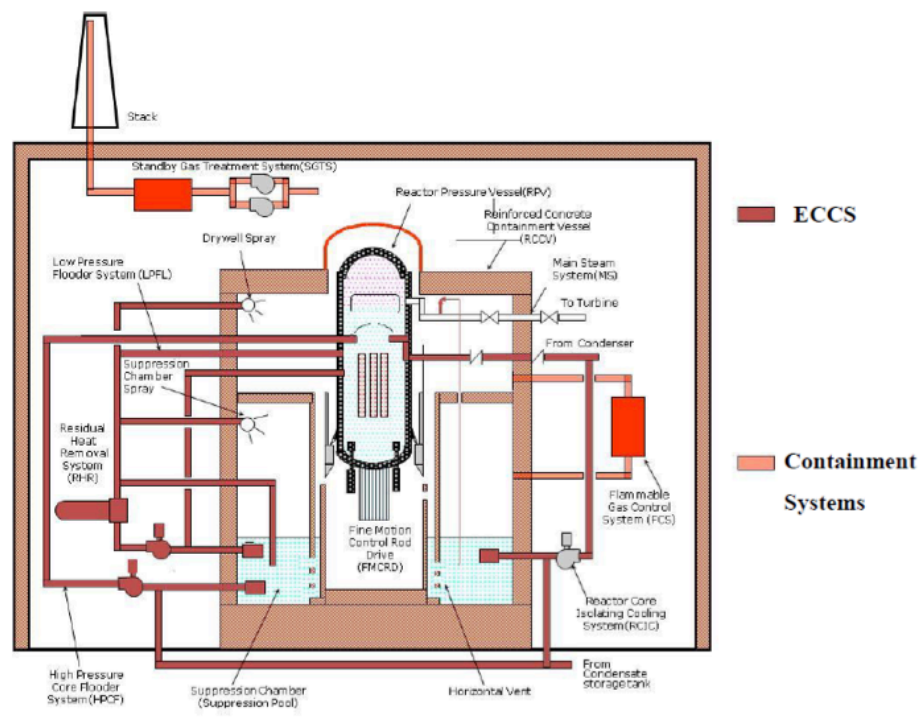 Stack
Standby Gas Treatment System(SGTS)
Reactor Pressure Vessel(RPV)
Reinforced Concrete
Containment Vessel
(RCCV)
Drywell Spray
Low Pressure
Flooder System (LPFL)
Main Steam
System(MS)
To Turbine
From Condenser
Suppression
Chamber
Spray
Residual
Heat
Removal
System
(RHR)
Flammable
Gas Control
System (FCS)
Fine Motion
Control Rod
Drive
(FMCRD)
Reactor Core
Isolating Cooling
System(RCIC)
High Pressure
Core Flooder
System(HPCF)
Suppression Chamber
(Suppression Pool)
Horizontal Vent
From
Condensate
storage tank
ECCS
Containment
Systems